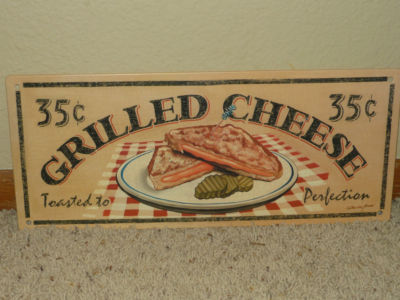 35¢ 35¢
GRILLED CHEESE
Toasted to Perfection